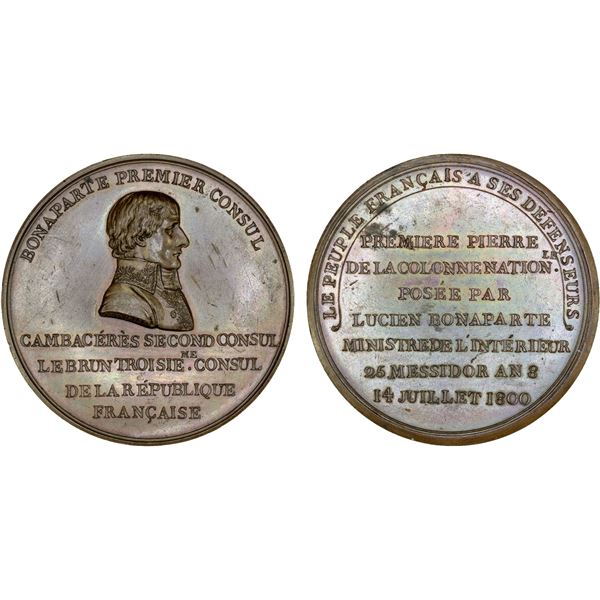 BONAPARTE PREMIER CONSUL
CAMBACÉRÈS SECOND CONSUL
LEBRUN TROISIE.ME CONSUL
DE LA RÉPUBLIQUE
FRANÇAISE
LE PEUPLE FRANÇAIS A SES DÉFENSEURS
PREMIERE PIERRE
DE LA COLONNE NATION.LE
POSÉE PAR
LUCIEN BONAPARTE
MINISTRE DE L'INTÉRIEUR
25 MESSIDOR AN 8
14 JUILLET 1800